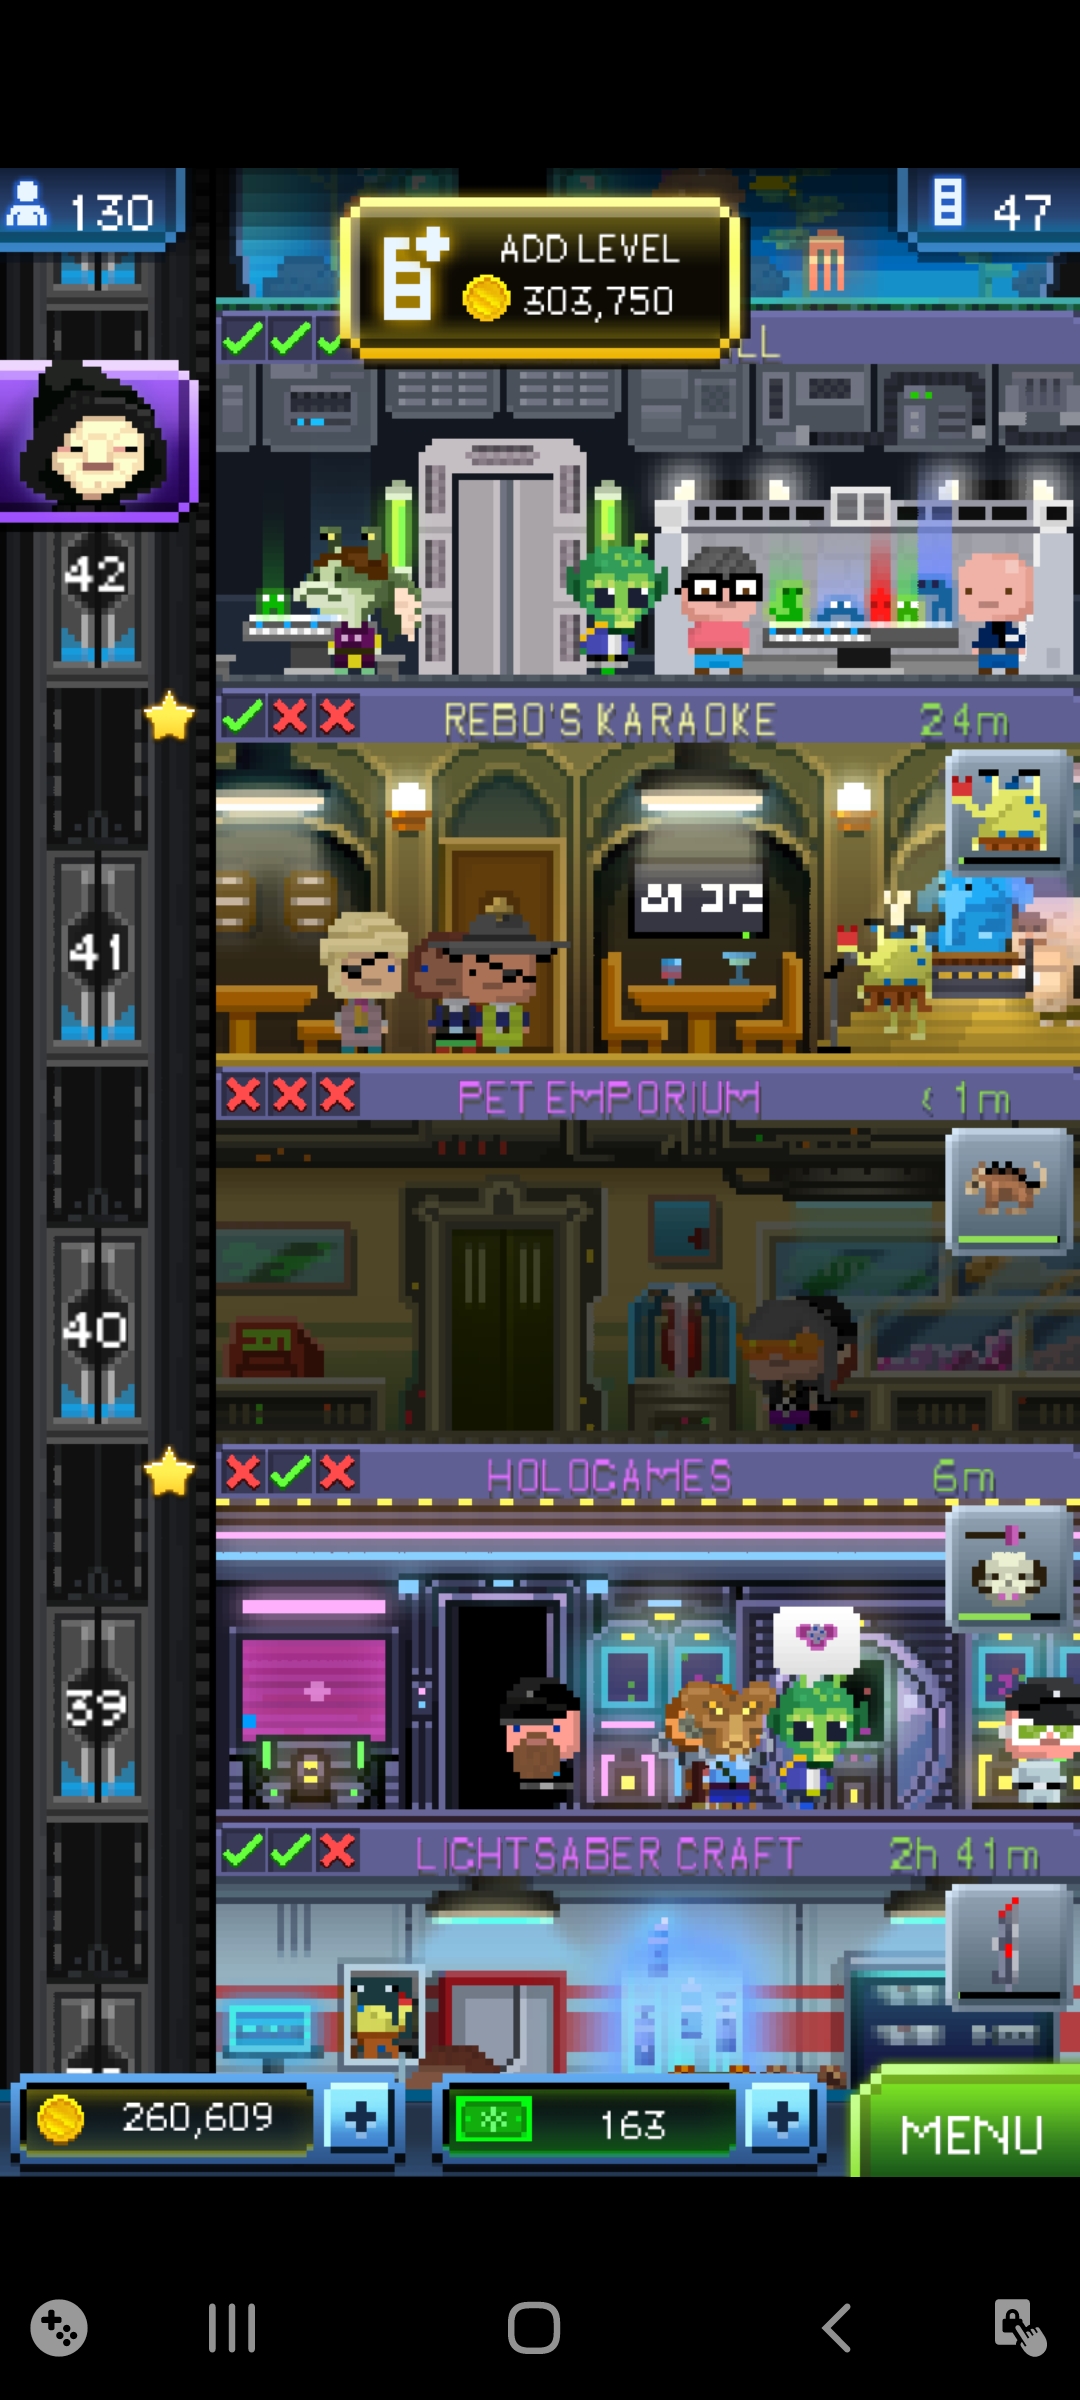 130
47
ADD LEVEL
303,750
LL
42
REBO'S KARAOKE 24m
41
PET EMPORIUM < 1m
40
HOLOGAMES 6m
39
LIGHTSABER CRAFT 2h 41m
260,609
163
MENU